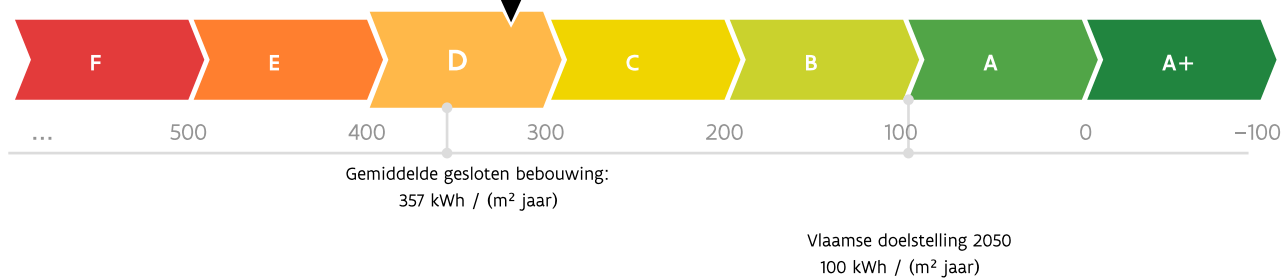 F E D C B A A+
... 500 400 300 200 100 0 –100
Gemiddelde gesloten bebouwing:
357 kWh / (m² jaar)
Vlaamse doelstelling 2050
100 kWh / (m² jaar)